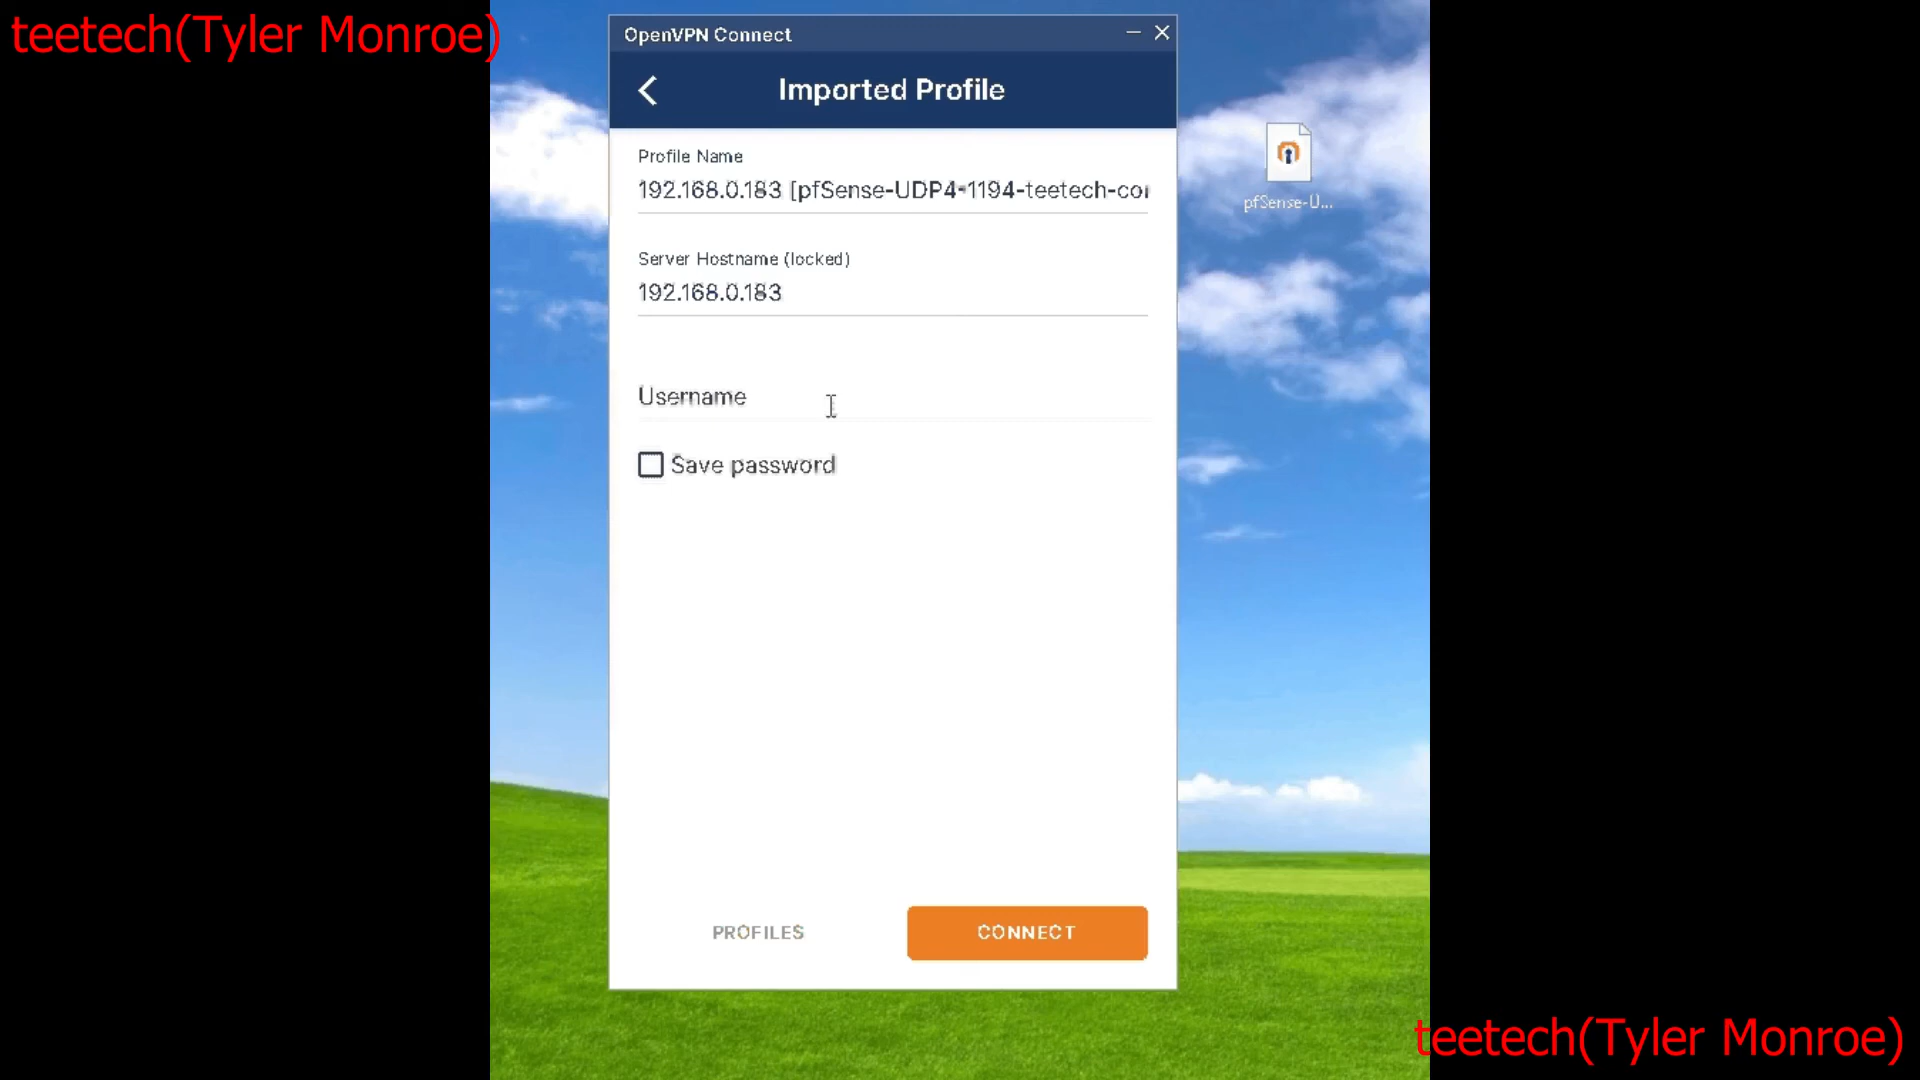 teetech(Tyler Monroe)
OpenVPN Connect
Imported Profile
Profile Name
192.168.0.183 [pfSense-UDP4-1194-teetech-cor
Server Hostname (locked)
192.168.0.183
Username
Save password
PROFILES
CONNECT
pfSense-U...
teetech(Tyler Monroe)